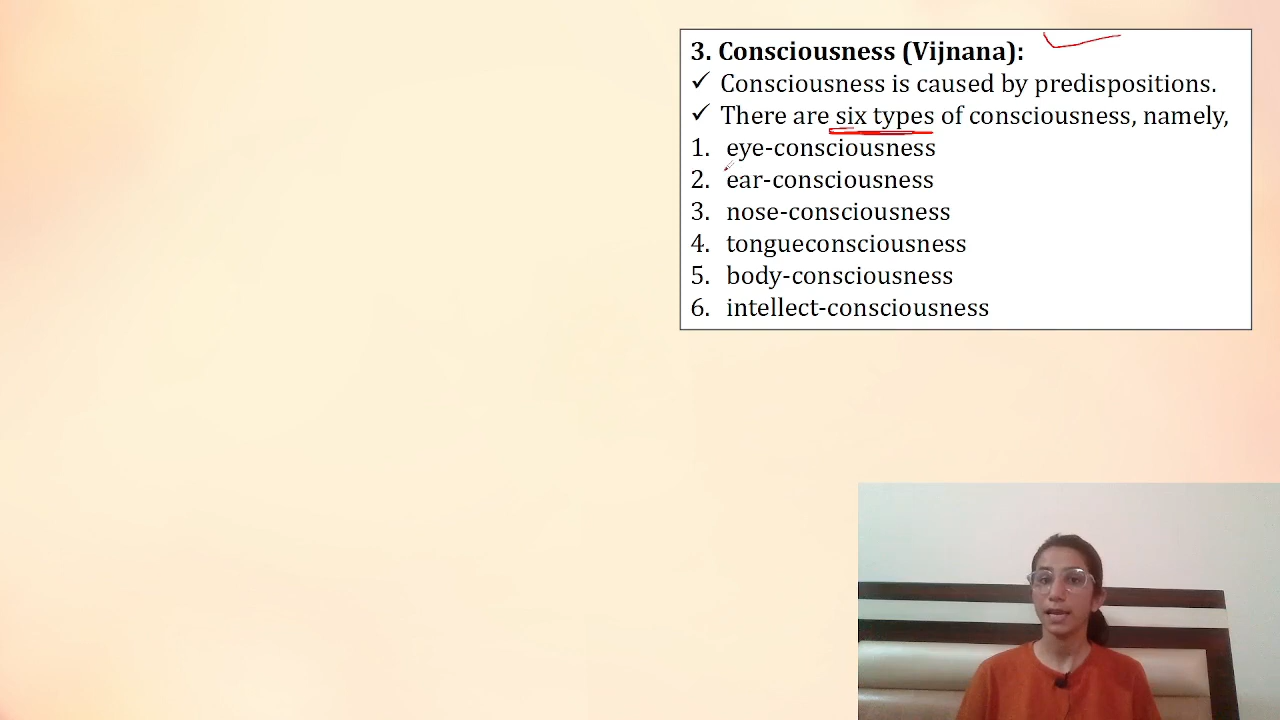 3. Consciousness (Vijnana):
✓ Consciousness is caused by predispositions.
✓ There are six types of consciousness, namely,
1. eye-consciousness
2. ear-consciousness
3. nose-consciousness
4. tongueconsciousness
5. body-consciousness
6. intellect-consciousness